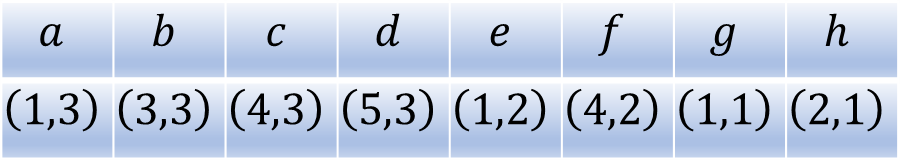 a b c d e f g h
(1,3) (3,3) (4,3) (5,3) (1,2) (4,2) (1,1) (2,1)